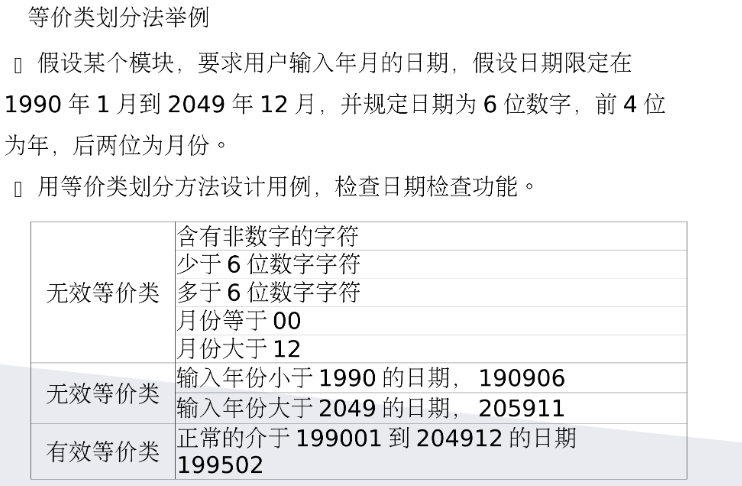 等价类划分法举例
▯ 假设某个模块，要求用户输入年月的日期，假设日期限定在
1990 年 1 月到 2049 年 12 月，并规定日期为 6 位数字，前 4 位
为年，后两位为月份。
▯ 用等价类划分方法设计用例，检查日期检查功能。
无效等价类
含有非数字的字符
少于 6 位数字字符
多于 6 位数字字符
月份等于 00
月份大于 12
无效等价类
输入年份小于 1990 的日期， 190906
输入年份大于 2049 的日期， 205911
有效等价类
正常的介于 199001 到 204912 的日期
199502